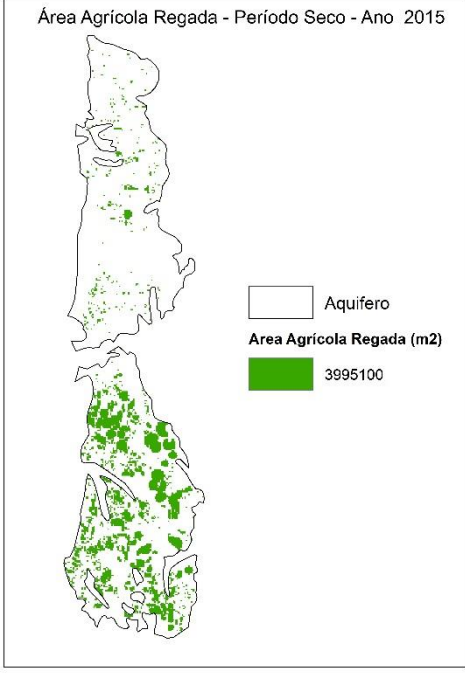 Área Agrícola Regada - Período Seco - Ano 2015
Aquifero
Area Agrícola Regada (m2)
3995100